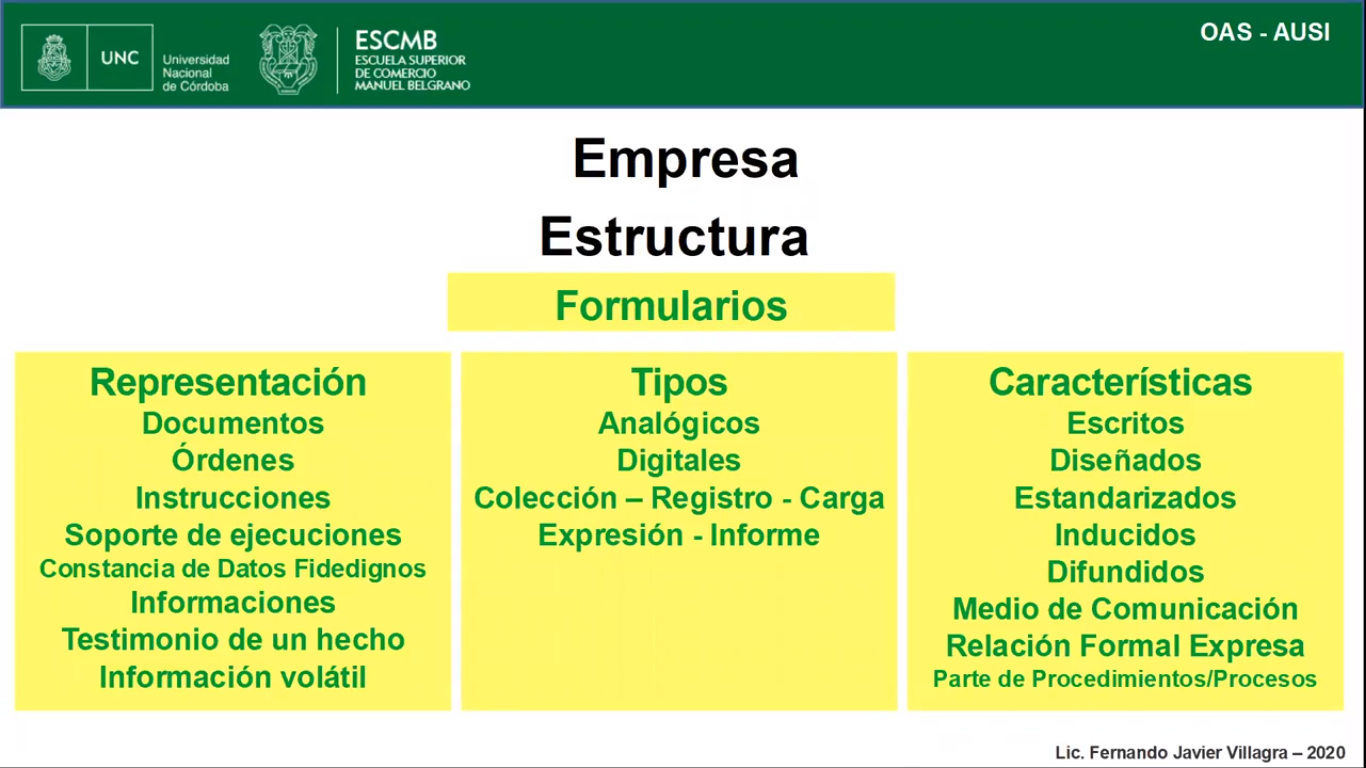 UNC
Universidad
Nacional
de Córdoba
ESCMB
ESCUELA SUPERIOR
DE COMERCIO
MANUEL BELGRANO
OAS - AUSI
Empresa
Estructura
Formularios
Representación
Documentos
Órdenes
Instrucciones
Soporte de ejecuciones
Constancia de Datos Fidedignos
Informaciones
Testimonio de un hecho
Información volátil
Tipos
Analógicos
Digitales
Colección – Registro - Carga
Expresión - Informe
Características
Escritos
Diseñados
Estandarizados
Inducidos
Difundidos
Medio de Comunicación
Relación Formal Expresa
Parte de Procedimientos/Procesos
Lic. Fernando Javier Villagra – 2020